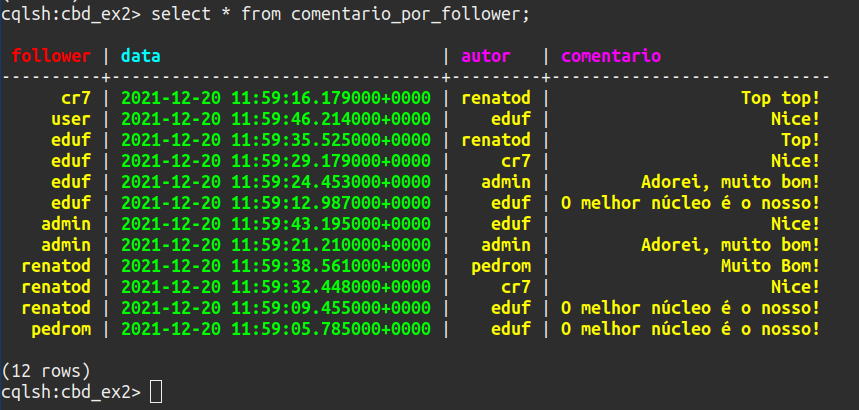 cqlsh:cbd_ex2> select * from comentario_por_follower;
follower | data | autor | comentario
----------+---------------------------------+---------+----------------------------
cr7 | 2021-12-20 11:59:16.179000+0000 | renatod | Top top!
user | 2021-12-20 11:59:46.214000+0000 | eduf | Nice!
eduf | 2021-12-20 11:59:35.525000+0000 | renatod | Top!
eduf | 2021-12-20 11:59:29.179000+0000 | cr7 | Nice!
eduf | 2021-12-20 11:59:24.453000+0000 | admin | Adorei, muito bom!
eduf | 2021-12-20 11:59:12.987000+0000 | eduf | O melhor núcleo é o nosso!
admin | 2021-12-20 11:59:43.195000+0000 | eduf | Nice!
admin | 2021-12-20 11:59:21.210000+0000 | admin | Adorei, muito bom!
renatod | 2021-12-20 11:59:38.561000+0000 | pedrom | Muito Bom!
renatod | 2021-12-20 11:59:32.448000+0000 | cr7 | Nice!
renatod | 2021-12-20 11:59:09.455000+0000 | eduf | O melhor núcleo é o nosso!
pedrom | 2021-12-20 11:59:05.785000+0000 | eduf | O melhor núcleo é o nosso!
(12 rows)
cqlsh:cbd_ex2>